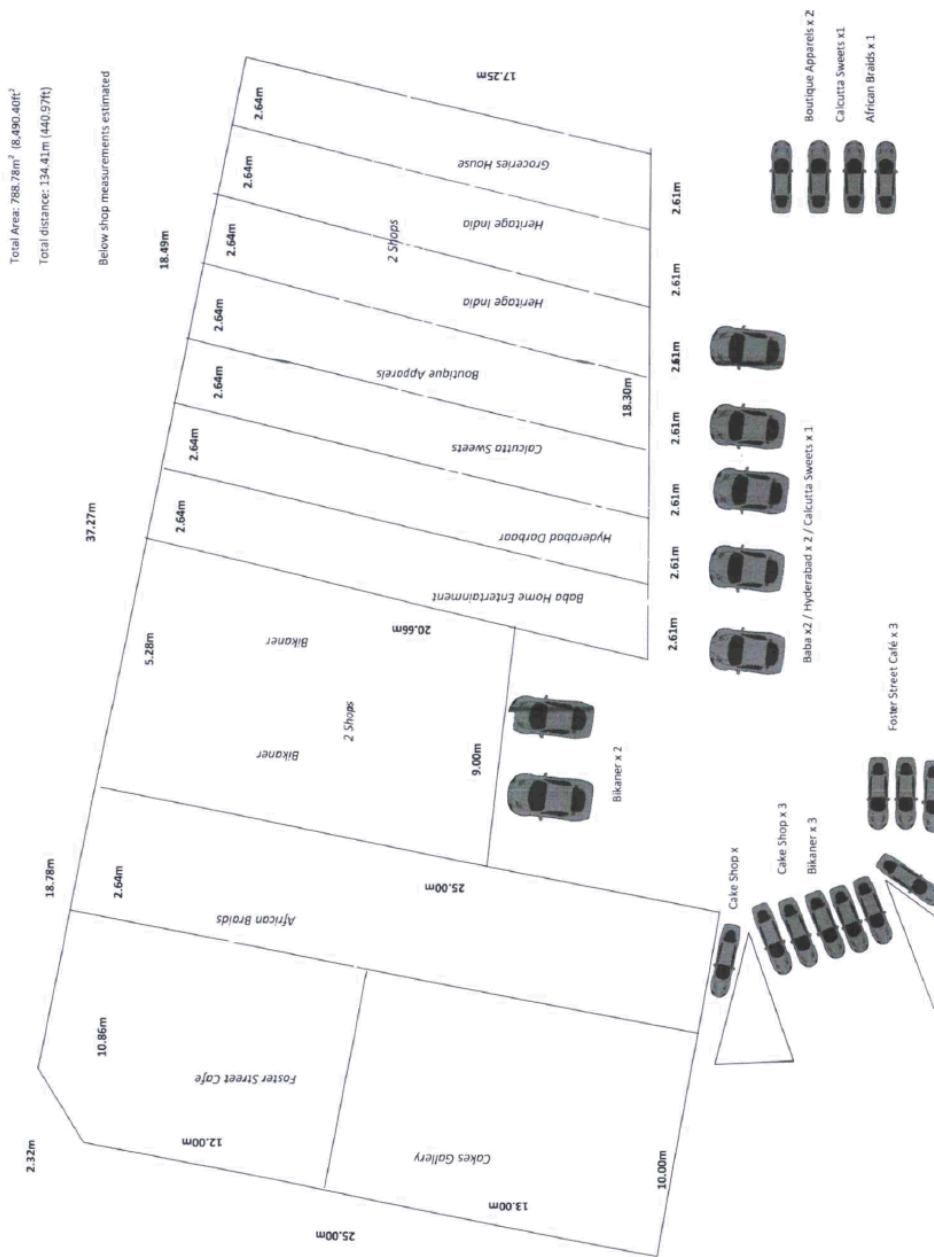 Total Area: 788.78m² (8,490.40ft²
Total distance: 134.41m (440.97ft)
Below shop measurements estimated
17.25m
2.64m
Groceries House
2.64m
Heritage India
2 Shops
18.49m
2.64m
Heritage India
2.64m
Boutique Apparels
2.64m
Calcutta Sweets
2.64m
Hyderabad Darbaar
37.27m
2.64m
Baba Home Entertainment
2.61m
2.61m
2.61m
18.30m
2.61m
2.61m
2.61m
2.61m
Boutique Apparels x 2
Calcutta Sweets x1
African Braids x 1
Baba x2 / Hyderabad x 2 / Calcutta Sweets x 1
5.28m
Bikaner
20.66m
2 Shops
Bikaner
9.00m
Bikaner x 2
18.78m
2.64m
African Braids
25.00m
Cake Shop x
Cake Shop x 3
Bikaner x 3
Foster Street Café x 3
10.86m
Foster Street Cafe
2.32m
12.00m
Cakes Gallery
13.00m
10.00m
25.00m